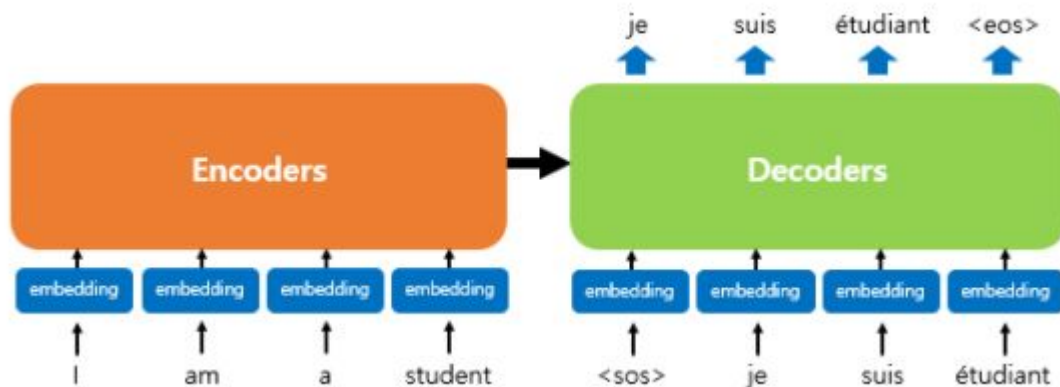 je suis étudiant <eos>
Encoders
Decoders
embedding embedding embedding embedding embedding embedding embedding embedding
I am a student <sos> je suis étudiant